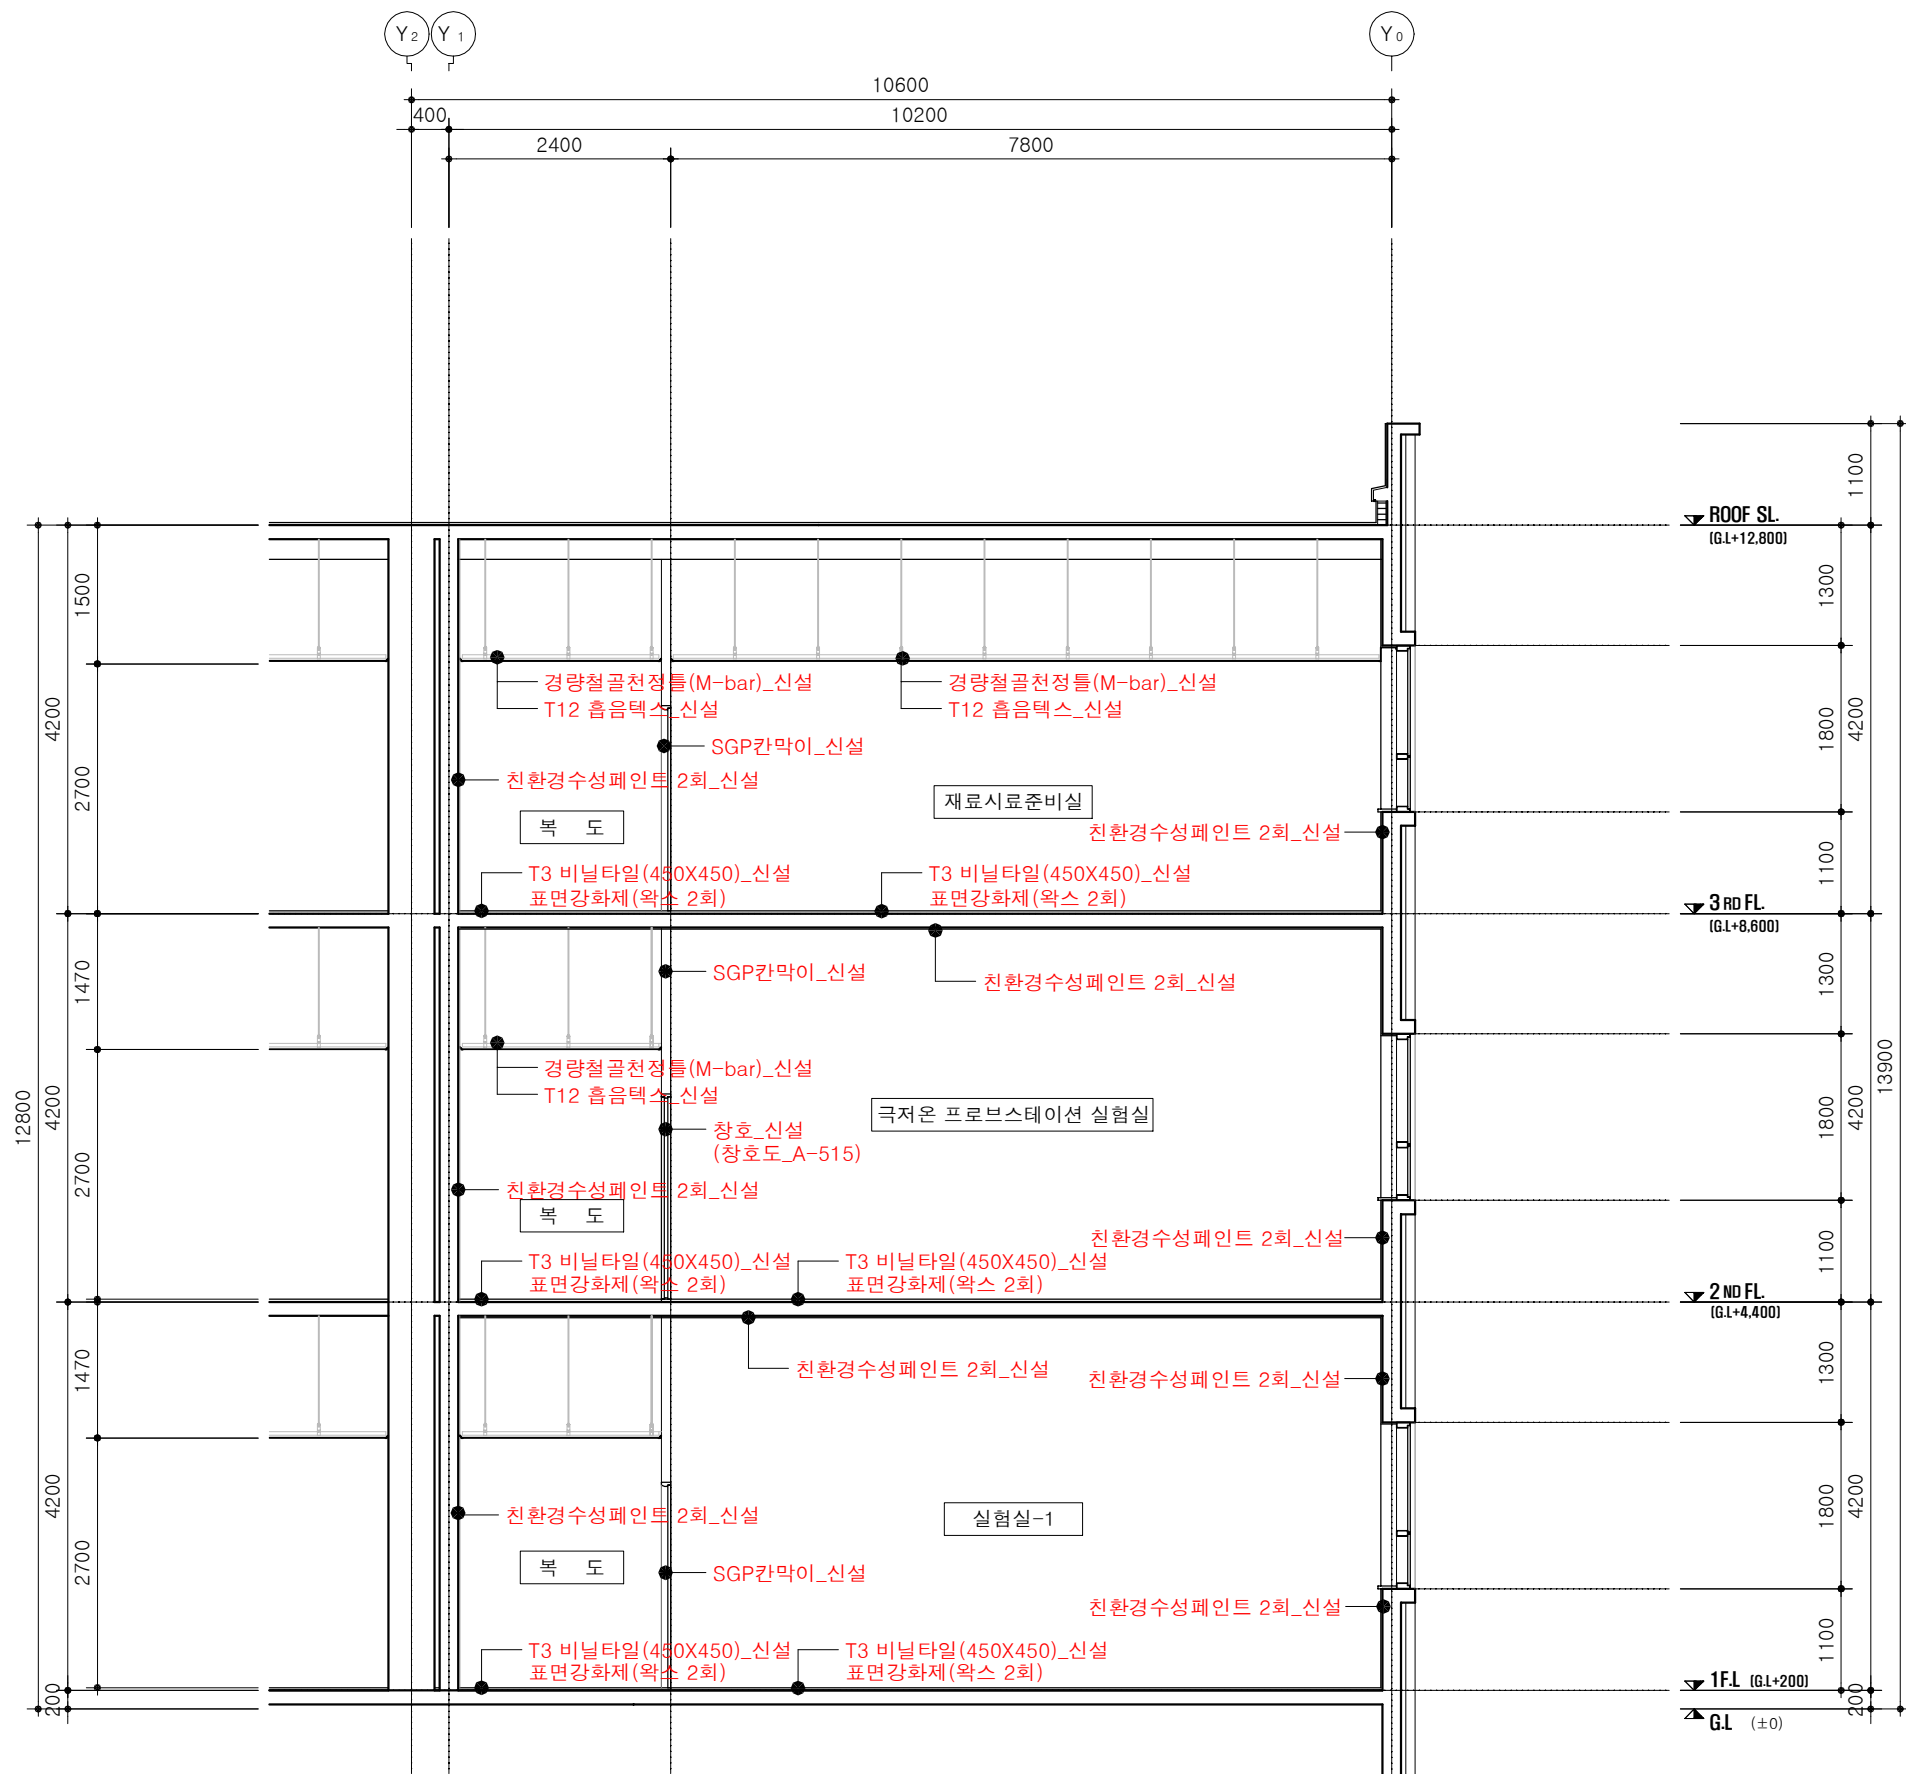 Y2 Y1 Y0
10600
400 10200
2400 7800
1100
ROOF SL.
(G.L+12,800)
1500
1300
경량철골천정틀(M-bar)_신설 경량철골천정틀(M-bar)_신설
T12 흡음텍스_신설 T12 흡음텍스_신설
4200
1800
4200
SGP칸막이_신설
친환경수성페인트 2회_신설
2700
재료시료준비실
복 도
친환경수성페인트 2회_신설
T3 비닐타일(450X450)_신설 T3 비닐타일(450X450)_신설
표면강화제(왁스 2회) 표면강화제(왁스 2회)
1100
3 RD FL.
(G.L+8,600)
1470
SGP칸막이_신설
친환경수성페인트 2회_신설
1300
경량철골천정틀(M-bar)_신설
T12 흡음텍스_신설
13900
12800
4200
극저온 프로브스테이션 실험실
1800
4200
창호_신설
(창호도_A-515)
2700
친환경수성페인트 2회_신설
복 도
친환경수성페인트 2회_신설
1100
T3 비닐타일(450X450)_신설 T3 비닐타일(450X450)_신설
표면강화제(왁스 2회) 표면강화제(왁스 2회)
2 ND FL.
(G.L+4,400)
1470
친환경수성페인트 2회_신설
친환경수성페인트 2회_신설
1300
4200
친환경수성페인트 2회_신설
실험실-1
1800
4200
2700
복 도
SGP칸막이_신설
친환경수성페인트 2회_신설
1100
T3 비닐타일(450X450)_신설 T3 비닐타일(450X450)_신설
표면강화제(왁스 2회) 표면강화제(왁스 2회)
1F.L (G.L+200)
200
200
G.L (±0)